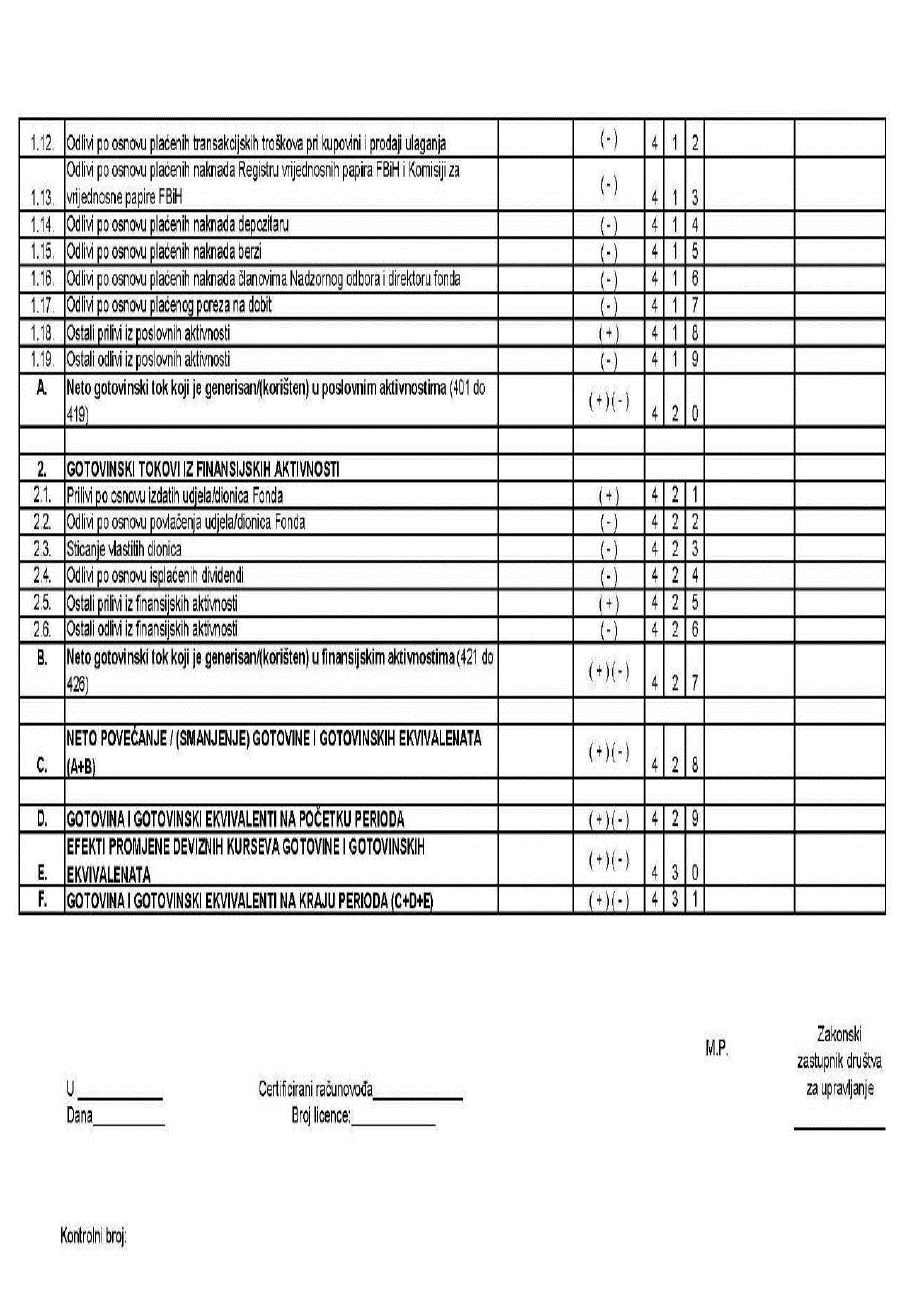 1.12. Odlivi po osnovu plaćenih transakcijskih troškova pri kupovini i prodaji ulaganja (-) 4 1 2
Odlivi po osnovu plaćenih naknada Registru vrijednosnih papira FBiH i Komisiji za
1.13. vrijednosne papire FBiH (-) 4 1 3
1.14. Odlivi po osnovu plaćenih naknada depozitaru (-) 4 1 4
1.15. Odlivi po osnovu plaćenih naknada berzi (-) 4 1 5
1.16. Odlivi po osnovu plaćenih naknada članovima Nadzornog odbora i direktoru fonda (-) 4 1 6
1.17. Odlivi po osnovu plaćenog poreza na dobit (-) 4 1 7
1.18. Ostali prilivi iz poslovnih aktivnosti (+) 4 1 8
1.19. Ostali odlivi iz poslovnih aktivnosti (-) 4 1 9
A. Neto gotovinski tok koji je generisan/(korišten) u poslovnim aktivnostima (401 do
419) (+)(-) 4 2 0
2. GOTOVINSKI TOKOVI IZ FINANSIJSKIH AKTIVNOSTI
2.1. Prilivi po osnovu izdatih udjela/dionica Fonda (+) 4 2 1
2.2. Odlivi po osnovu povlačenja udjela/dionica Fonda (-) 4 2 2
2.3. Sticanje vlastitih dionica (-) 4 2 3
2.4. Odlivi po osnovu isplaćenih dividendi (-) 4 2 4
2.5. Ostali prilivi iz finansijskih aktivnosti (+) 4 2 5
2.6. Ostali odlivi iz finansijskih aktivnosti (-) 4 2 6
B. Neto gotovinski tok koji je generisan/(korišten) u finansijskim aktivnostima (421 do
426) (+)(-) 4 2 7
NETO POVEĆANJE / (SMANJENJE) GOTOVINE I GOTOVINSKIH EKVIVALENATA
C. (A+B) (+)(-) 4 2 8
D. GOTOVINA I GOTOVINSKI EKVIVALENTI NA POČETKU PERIODA (+)(-) 4 2 9
EFEKTI PROMJENE DEVIZNIH KURSEVA GOTOVINE I GOTOVINSKIH
E. EKVIVALENATA (+)(-) 4 3 0
F. GOTOVINA I GOTOVINSKI EKVIVALENTI NA KRAJU PERIODA (C+D+E) (+)(-) 4 3 1
M.P.
Zakonski
zastupnik društva
za upravljanje
U ____________ Certificirani računovođa_____________
Dana__________ Broj licence:____________
Kontrolni broj: